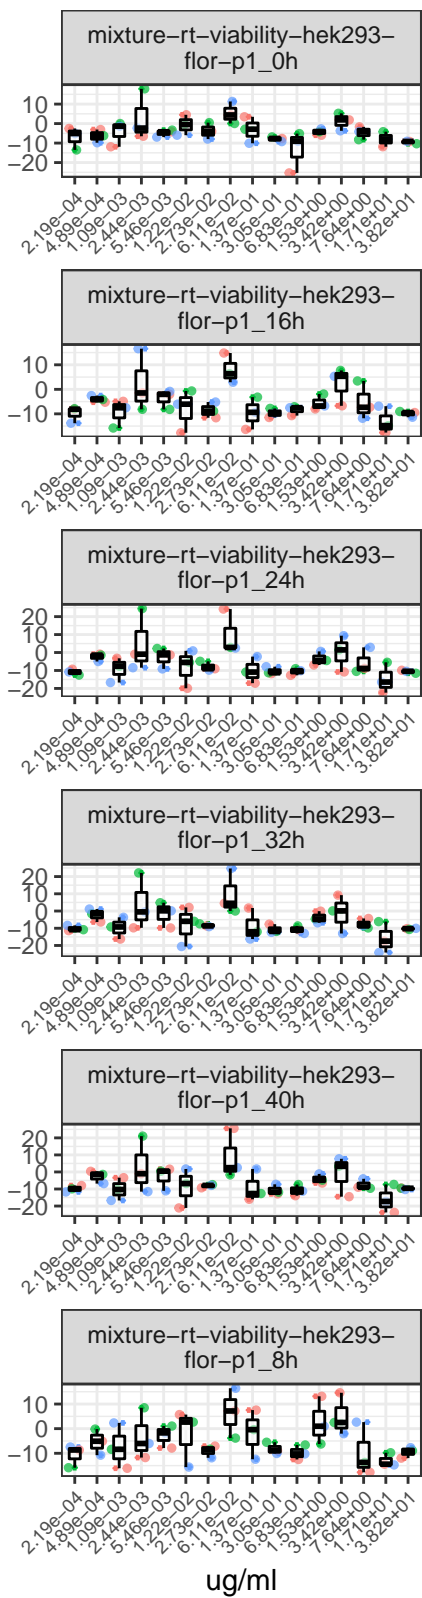 mixture−rt−viability−hek293−
flor−p1_0h
10
0
−10
−20
2.19e−04
4.89e−04
1.09e−03
2.44e−03
5.46e−03
1.22e−02
2.73e−02
6.11e−02
1.37e−01
3.05e−01
6.83e−01
1.53e+00
3.42e+00
7.64e+00
1.71e+01
3.82e+01
mixture−rt−viability−hek293−
flor−p1_16h
10
0
−10
2.19e−04
4.89e−04
1.09e−03
2.44e−03
5.46e−03
1.22e−02
2.73e−02
6.11e−02
1.37e−01
3.05e−01
6.83e−01
1.53e+00
3.42e+00
7.64e+00
1.71e+01
3.82e+01
mixture−rt−viability−hek293−
flor−p1_24h
20
10
0
−10
−20
2.19e−04
4.89e−04
1.09e−03
2.44e−03
5.46e−03
1.22e−02
2.73e−02
6.11e−02
1.37e−01
3.05e−01
6.83e−01
1.53e+00
3.42e+00
7.64e+00
1.71e+01
3.82e+01
mixture−rt−viability−hek293−
flor−p1_32h
20
10
0
−10
−20
2.19e−04
4.89e−04
1.09e−03
2.44e−03
5.46e−03
1.22e−02
2.73e−02
6.11e−02
1.37e−01
3.05e−01
6.83e−01
1.53e+00
3.42e+00
7.64e+00
1.71e+01
3.82e+01
mixture−rt−viability−hek293−
flor−p1_40h
20
10
0
−10
−20
2.19e−04
4.89e−04
1.09e−03
2.44e−03
5.46e−03
1.22e−02
2.73e−02
6.11e−02
1.37e−01
3.05e−01
6.83e−01
1.53e+00
3.42e+00
7.64e+00
1.71e+01
3.82e+01
mixture−rt−viability−hek293−
flor−p1_8h
10
0
−10
2.19e−04
4.89e−04
1.09e−03
2.44e−03
5.46e−03
1.22e−02
2.73e−02
6.11e−02
1.37e−01
3.05e−01
6.83e−01
1.53e+00
3.42e+00
7.64e+00
1.71e+01
3.82e+01
ug/ml